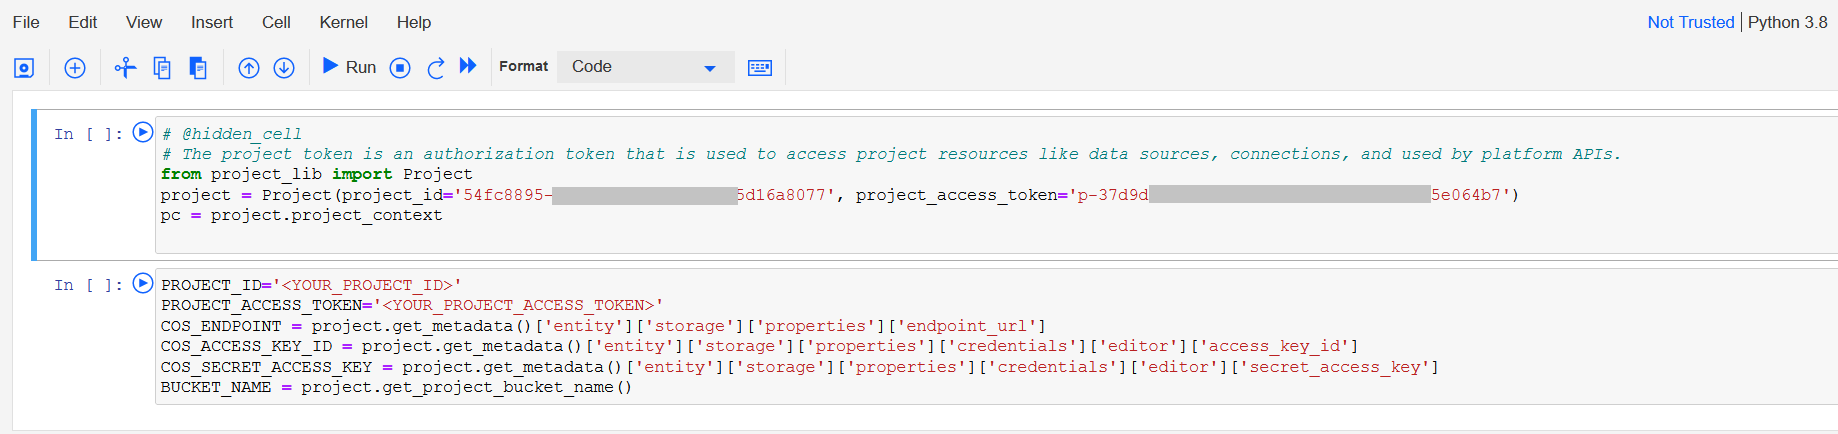 File Edit View Insert Cell Kernel Help Not Trusted Python 3.8
Run Format Code
In [ ]: # @hidden_cell
# The project token is an authorization token that is used to access project resources like data sources, connections, and used by platform APIs.
from project_lib import Project
project = Project(project_id='54fc8895- 5d16a8077', project_access_token='p-37d9d 5e064b7')
pc = project.project_context
In [ ]: PROJECT_ID='<YOUR_PROJECT_ID>'
PROJECT_ACCESS_TOKEN='<YOUR_PROJECT_ACCESS_TOKEN>'
COS_ENDPOINT = project.get_metadata()['entity']['storage']['properties']['endpoint_url']
COS_ACCESS_KEY_ID = project.get_metadata()['entity']['storage']['properties']['credentials']['editor']['access_key_id']
COS_SECRET_ACCESS_KEY = project.get_metadata()['entity']['storage']['properties']['credentials']['editor']['secret_access_key']
BUCKET_NAME = project.get_project_bucket_name()